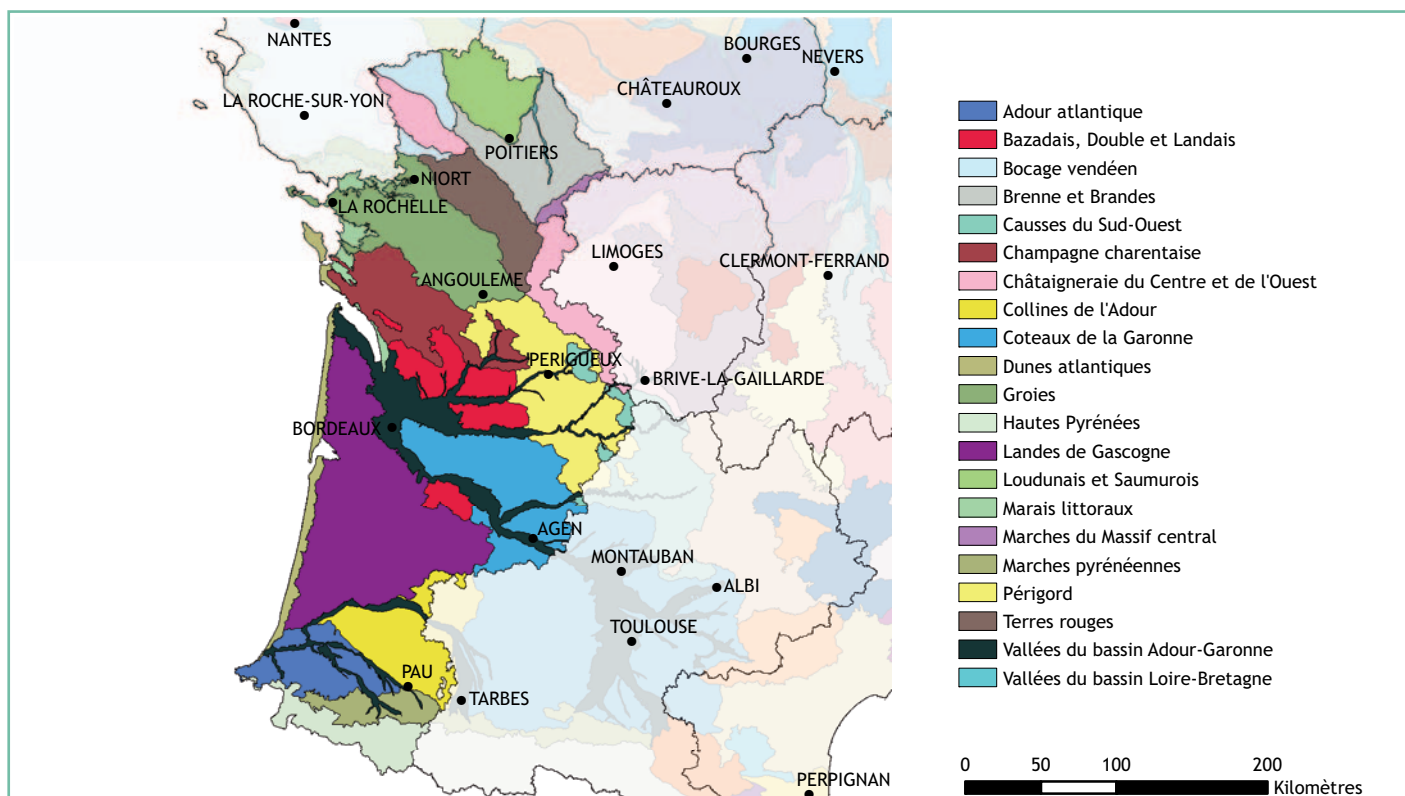 NANTES
BOURGES
NEVERS
CHÂTEAUROUX
LA ROCHE-SUR-YON
POITIERS
NIORT
LA ROCHELLE
LIMOGES
CLERMONT-FERRAND
ANGOULEME
PERIGUEUX
BRIVE-LA-GAILLARDE
BORDEAUX
AGEN
MONTAUBAN
ALBI
TOULOUSE
PAU
TARBES
PERPIGNAN
Adour atlantique
Bazadais, Double et Landais
Bocage vendéen
Brenne et Brandes
Causses du Sud-Ouest
Champagne charentaise
Châtaigneraie du Centre et de l'Ouest
Collines de l'Adour
Coteaux de la Garonne
Dunes atlantiques
Groies
Hautes Pyrénées
Landes de Gascogne
Loudunais et Saumurois
Marais littoraux
Marches du Massif central
Marches pyrénéennes
Périgord
Terres rouges
Vallées du bassin Adour-Garonne
Vallées du bassin Loire-Bretagne
0 50 100 200
Kilomètres